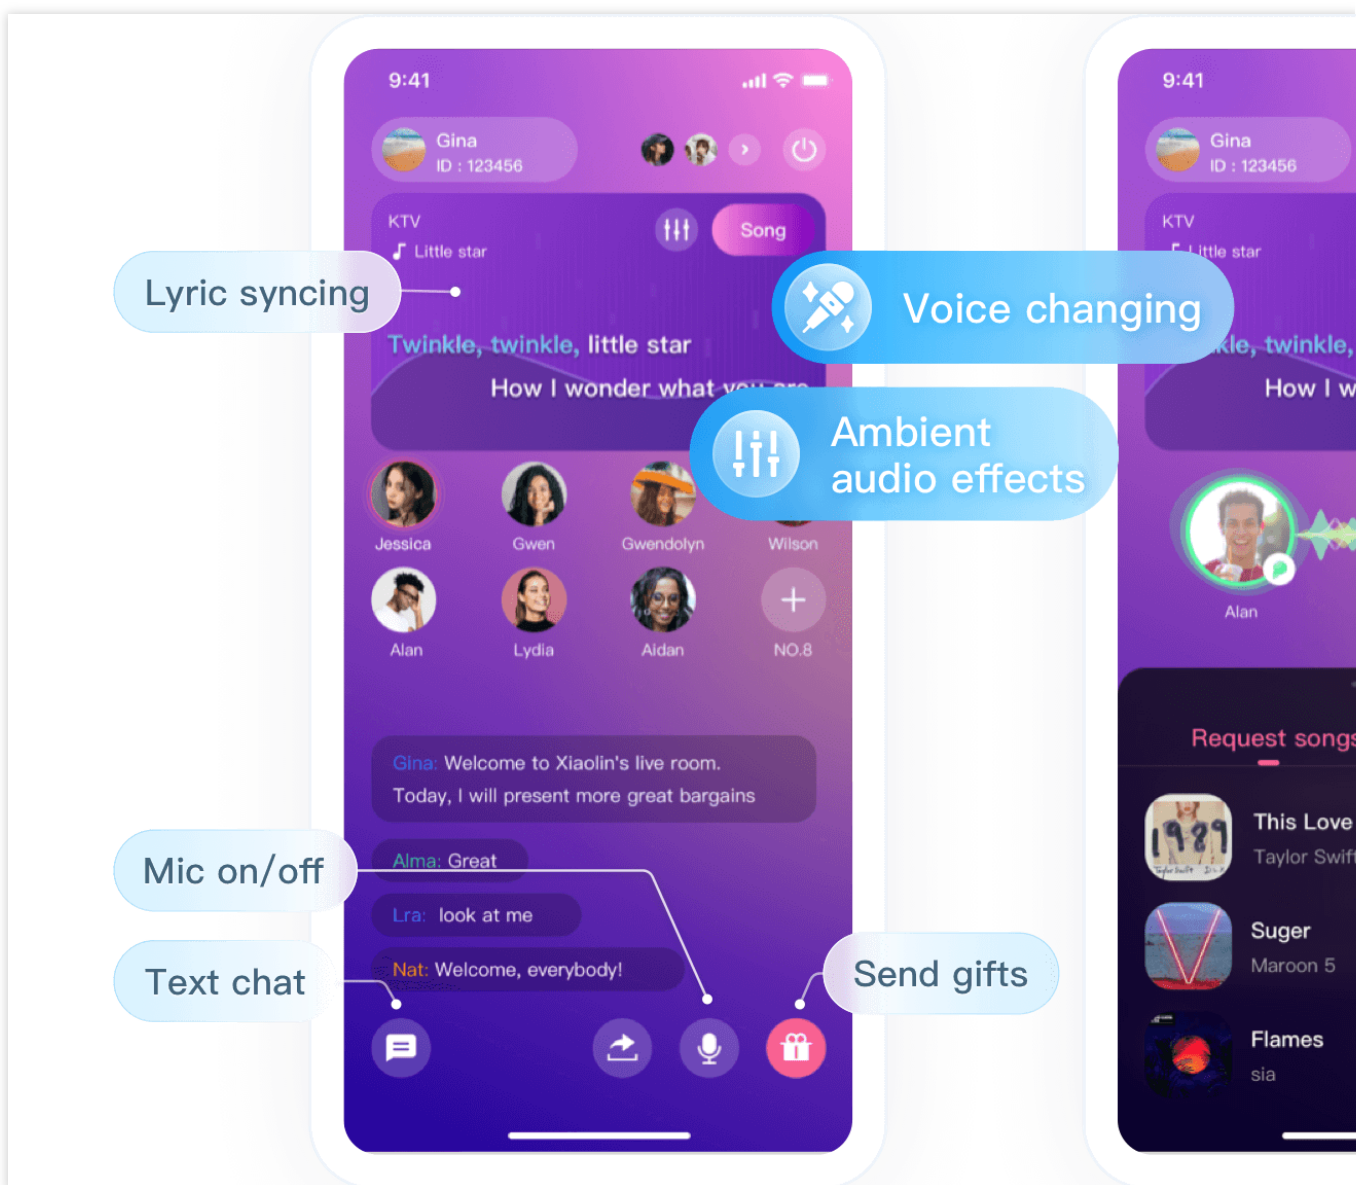 9:41
Gina
ID : 123456
KTV
Song
Little star
Lyric syncing
Voice changing
Twinkle, twinkle, little star
How I wonder what you are
Ambient
audio effects
Jessica
Gwen
Gwendolyn
Wilson
Alan
Lydia
Aidan
NO.8
Gina: Welcome to Xiaolin's live room.
Today, I will present more great bargains
Alma: Great
Mic on/off
Lra: look at me
Nat: Welcome, everybody!
Text chat
Send gifts
9:41
Gina
ID : 123456
KTV
Little star
kle, twinkle,
How I w
Alan
Request songs
1989
This Love
Taylor Swift
Suger
Maroon 5
Flames
sia